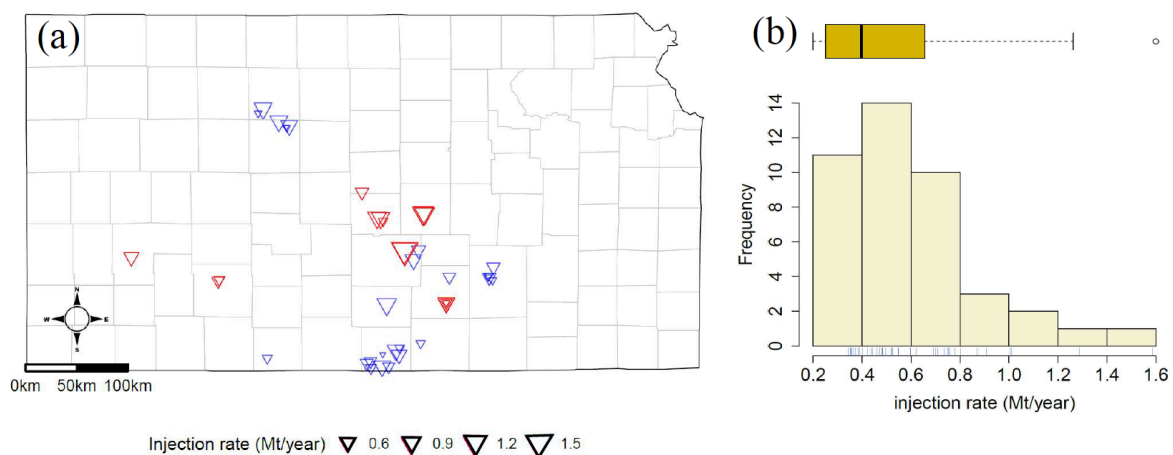 (a)
N
W E
S
0km 50km 100km
Injection rate (Mt/year) 0.6 0.9 1.2 1.5
(b)
14
12
10
8
6
4
2
0
Frequency
0.2 0.4 0.6 0.8 1.0 1.2 1.4 1.6
injection rate (Mt/year)